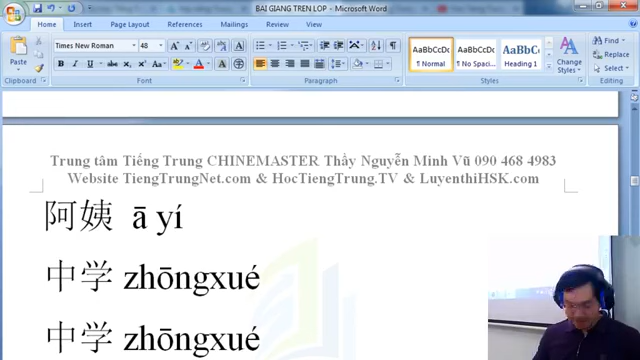 BAI GIANG TREN LOP - Microsoft Word
Home Insert Page Layout References Mailings Review View
Times New Roman 48
Paste
AaBbCcDc AaBbCcDc AaBbC
¶ Normal ¶ No Spaci... Heading 1
Change Styles
Find
Replace
Select
Clipboard Font Paragraph Styles Editing
Trung tâm Tiếng Trung CHINEMASTER Thầy Nguyễn Minh Vũ 090 468 4983
Website TiengTrungNet.com & HocTiengTrung.TV & LuyenthiHSK.com
阿姨 ā yí
中学 zhōngxué
中学 zhōngxué